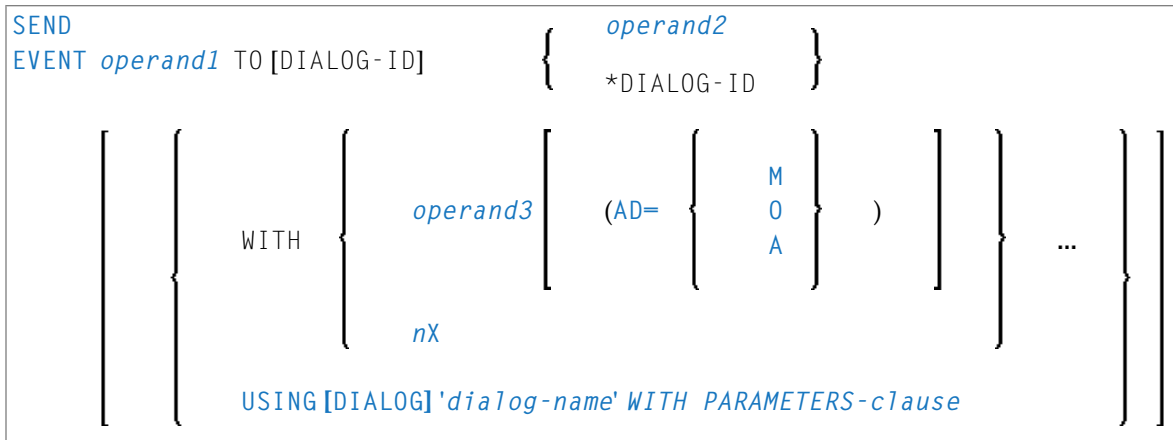 SEND
operand2
EVENT operand1 TO [DIALOG-ID]
*DIALOG-ID
M
operand3 (AD= O )
WITH ...
A
nX
USING [DIALOG] 'dialog-name' WITH PARAMETERS-clause